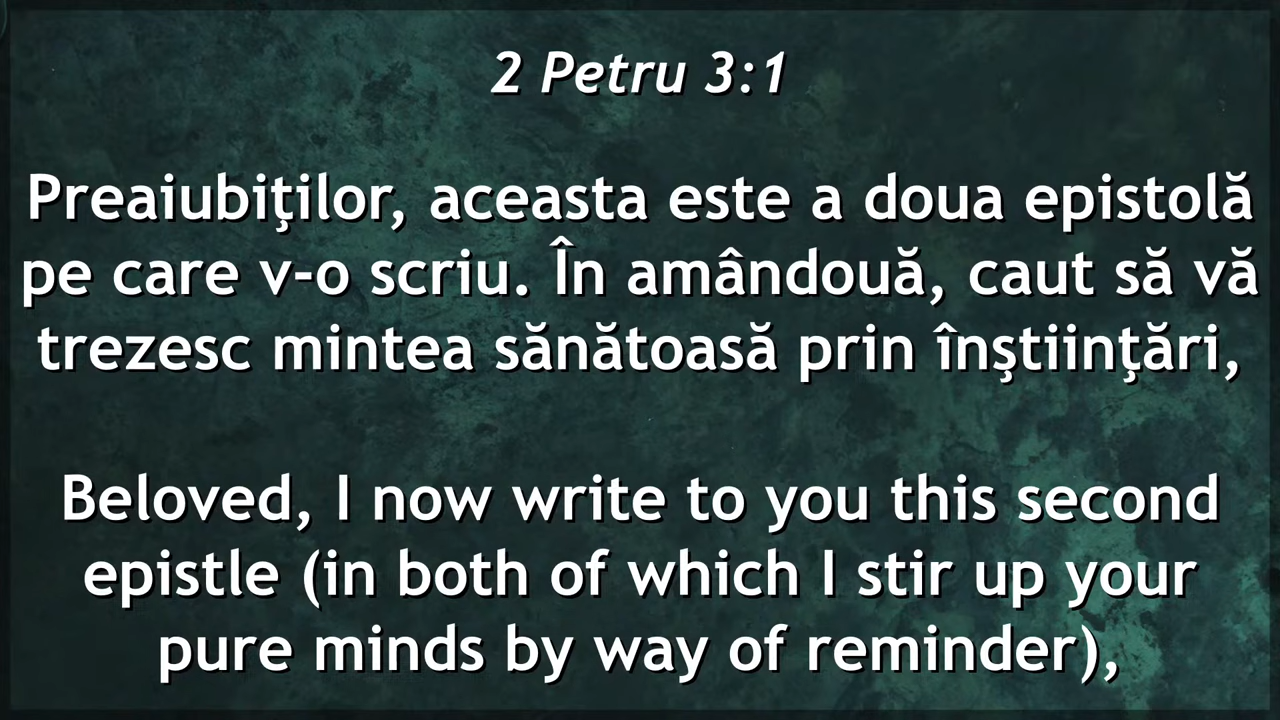 2 Petru 3:1
Preaiubiţilor, aceasta este a doua epistolă
pe care v-o scriu. În amândouă, caut să vă
trezesc mintea sănătoasă prin înştiinţări,
Beloved, I now write to you this second
epistle (in both of which I stir up your
pure minds by way of reminder),